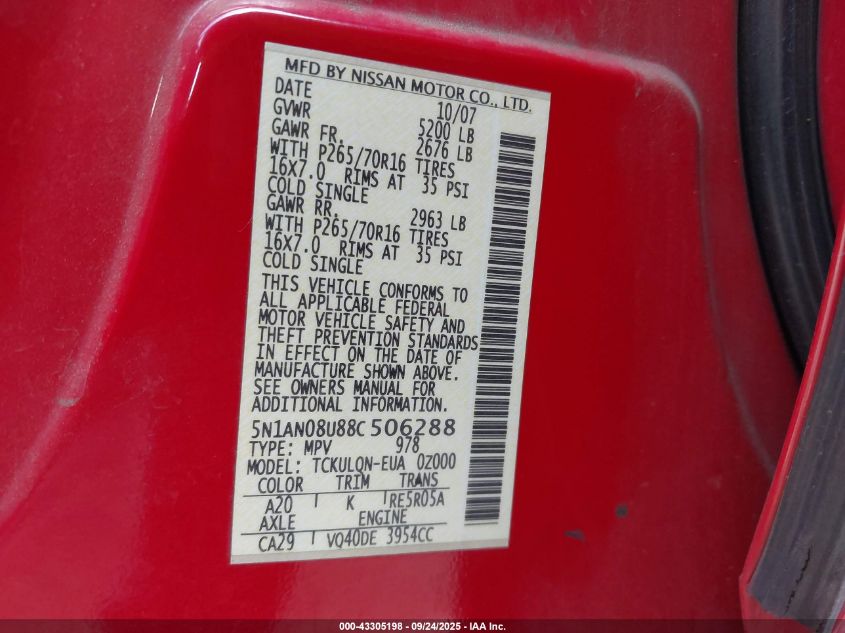 MFD BY NISSAN MOTOR CO., LTD.
DATE 10/07
GVWR 5200 LB
GAWR FR. 2676 LB
WITH P265/70R16 TIRES
16X7.0 RIMS AT 35 PSI
COLD SINGLE
GAWR RR. 2963 LB
WITH P265/70R16 TIRES
16X7.0 RIMS AT 35 PSI
COLD SINGLE
THIS VEHICLE CONFORMS TO
ALL APPLICABLE FEDERAL
MOTOR VEHICLE SAFETY AND
THEFT PREVENTION STANDARDS
IN EFFECT ON THE DATE OF
MANUFACTURE SHOWN ABOVE.
SEE OWNERS MANUAL FOR
ADDITIONAL INFORMATION.
5N1AN08U88C506288
TYPE: MPV 978
MODEL: TCKULQN-EUA 0Z000
COLOR TRIM TRANS
A20 K RE5R05A
AXLE ENGINE
CA29 VQ40DE 3954CC
000-43305198 - 09/24/2025 - IAA Inc.